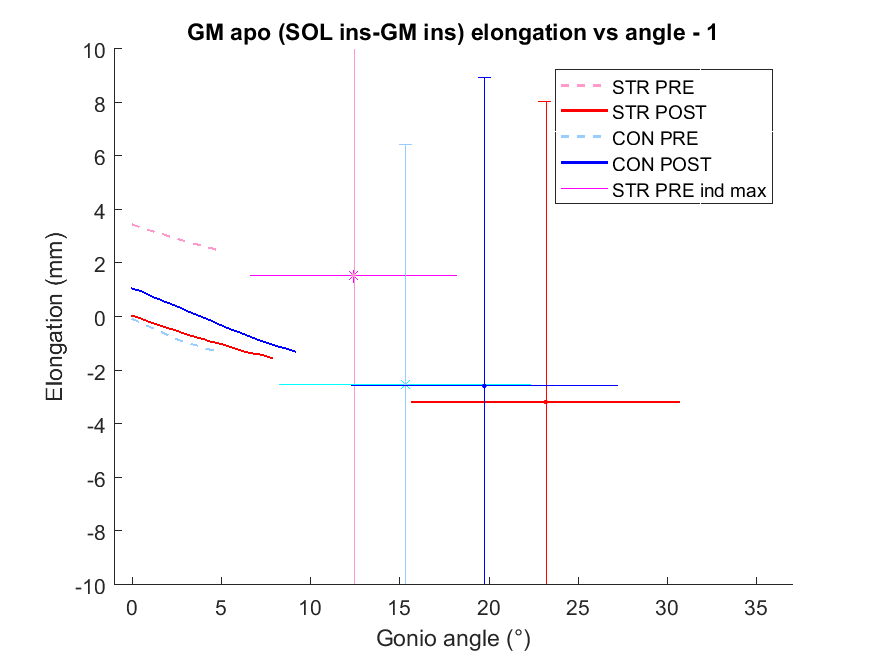 GM apo (SOL ins-GM ins) elongation vs angle - 1
10
8
6
4
2
0
-2
-4
-6
-8
-10
Elongation (mm)
STR PRE
STR POST
CON PRE
CON POST
STR PRE ind max
0 5 10 15 20 25 30 35
Gonio angle (°)